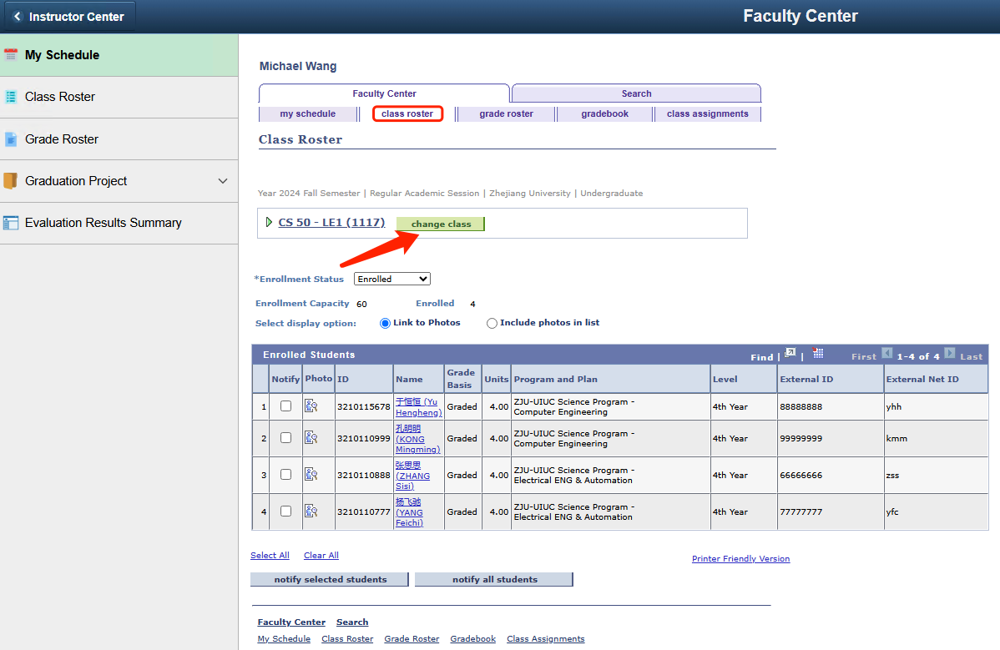 Instructor Center
Faculty Center
My Schedule
Class Roster
Grade Roster
Graduation Project
Evaluation Results Summary
Michael Wang
Faculty Center
Search
my schedule
class roster
grade roster
gradebook
class assignments
Class Roster
Year 2024 Fall Semester | Regular Academic Session | Zhejiang University | Undergraduate
CS 50 - LE1 (1117)
change class
*Enrollment Status
Enrolled
Enrollment Capacity 60
Enrolled 4
Select display option:
Link to Photos
Include photos in list
Enrolled Students
Find | |
First 1-4 of 4 Last
Notify
Photo
ID
Name
Grade
Basis
Units
Program and Plan
Level
External ID
External Net ID
1
3210115678
于恒恒 (Yu
Hengheng)
Graded
4.00
ZJU-UIUC Science Program -
Computer Engineering
4th Year
88888888
yhh
2
3210110999
孔明明
(KONG
Mingming)
Graded
4.00
ZJU-UIUC Science Program -
Computer Engineering
4th Year
99999999
kmm
3
3210110888
张思思
(ZHANG
Sisi)
Graded
4.00
ZJU-UIUC Science Program -
Electrical ENG & Automation
4th Year
66666666
zss
4
3210110777
杨飞驰
(YANG
Feichi)
Graded
4.00
ZJU-UIUC Science Program -
Electrical ENG & Automation
4th Year
77777777
yfc
Select All
Clear All
Printer Friendly Version
notify selected students
notify all students
Faculty Center
Search
My Schedule
Class Roster
Grade Roster
Gradebook
Class Assignments